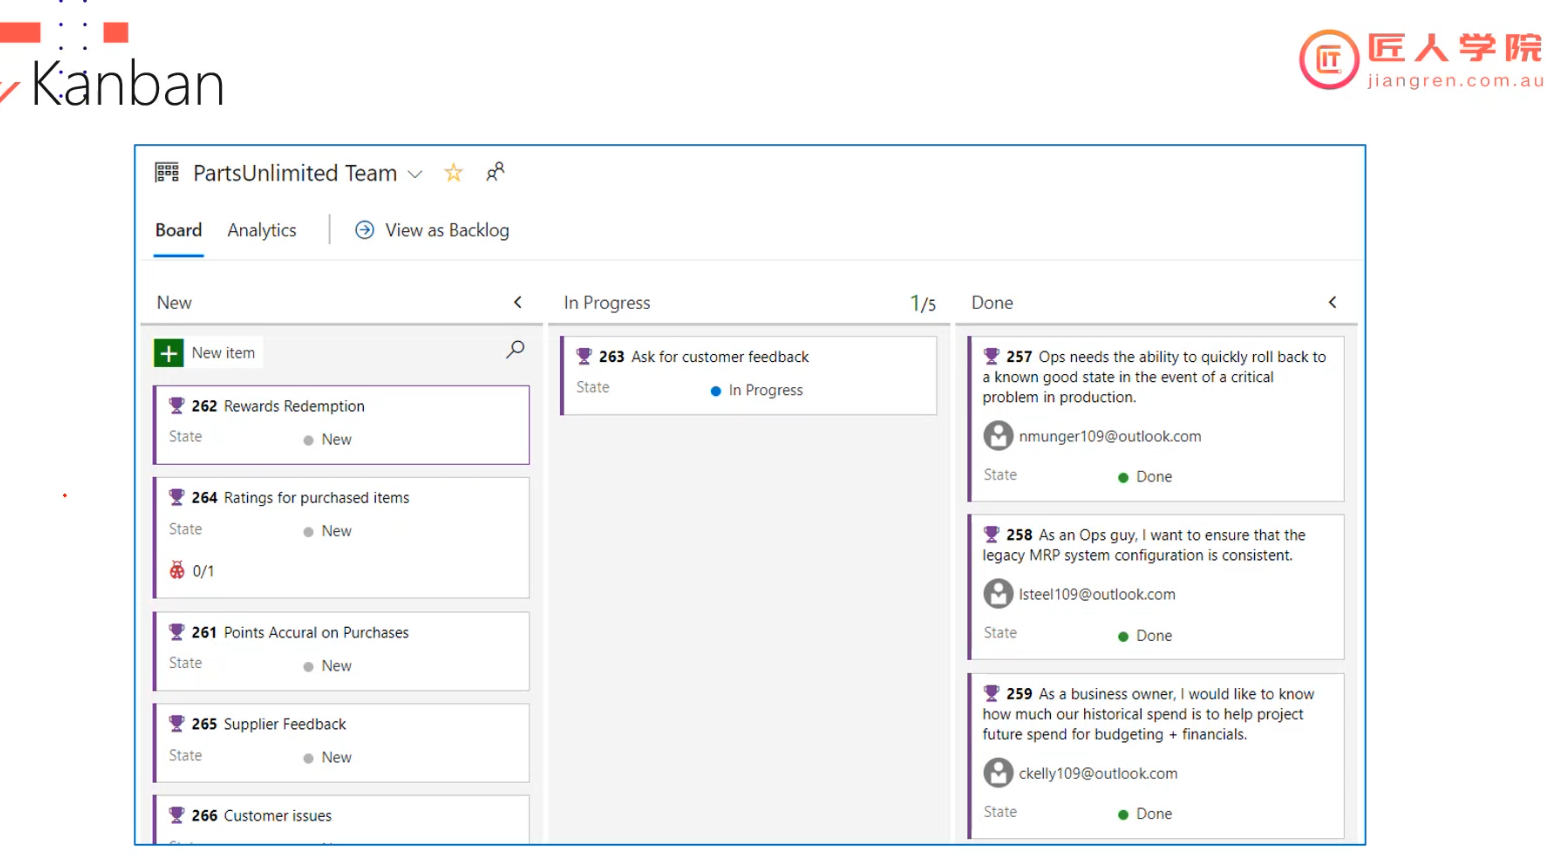 Kanban
匠人学院
jiangren.com.au
PartsUnlimited Team
Board Analytics View as Backlog
New
New item
262 Rewards Redemption
State New
264 Ratings for purchased items
State New
0/1
261 Points Accural on Purchases
State New
265 Supplier Feedback
State New
266 Customer issues
In Progress 1/5
263 Ask for customer feedback
State In Progress
Done
257 Ops needs the ability to quickly roll back to
a known good state in the event of a critical
problem in production.
nmunger109@outlook.com
State Done
258 As an Ops guy, I want to ensure that the
legacy MRP system configuration is consistent.
lsteel109@outlook.com
State Done
259 As a business owner, I would like to know
how much our historical spend is to help project
future spend for budgeting + financials.
ckelly109@outlook.com
State Done